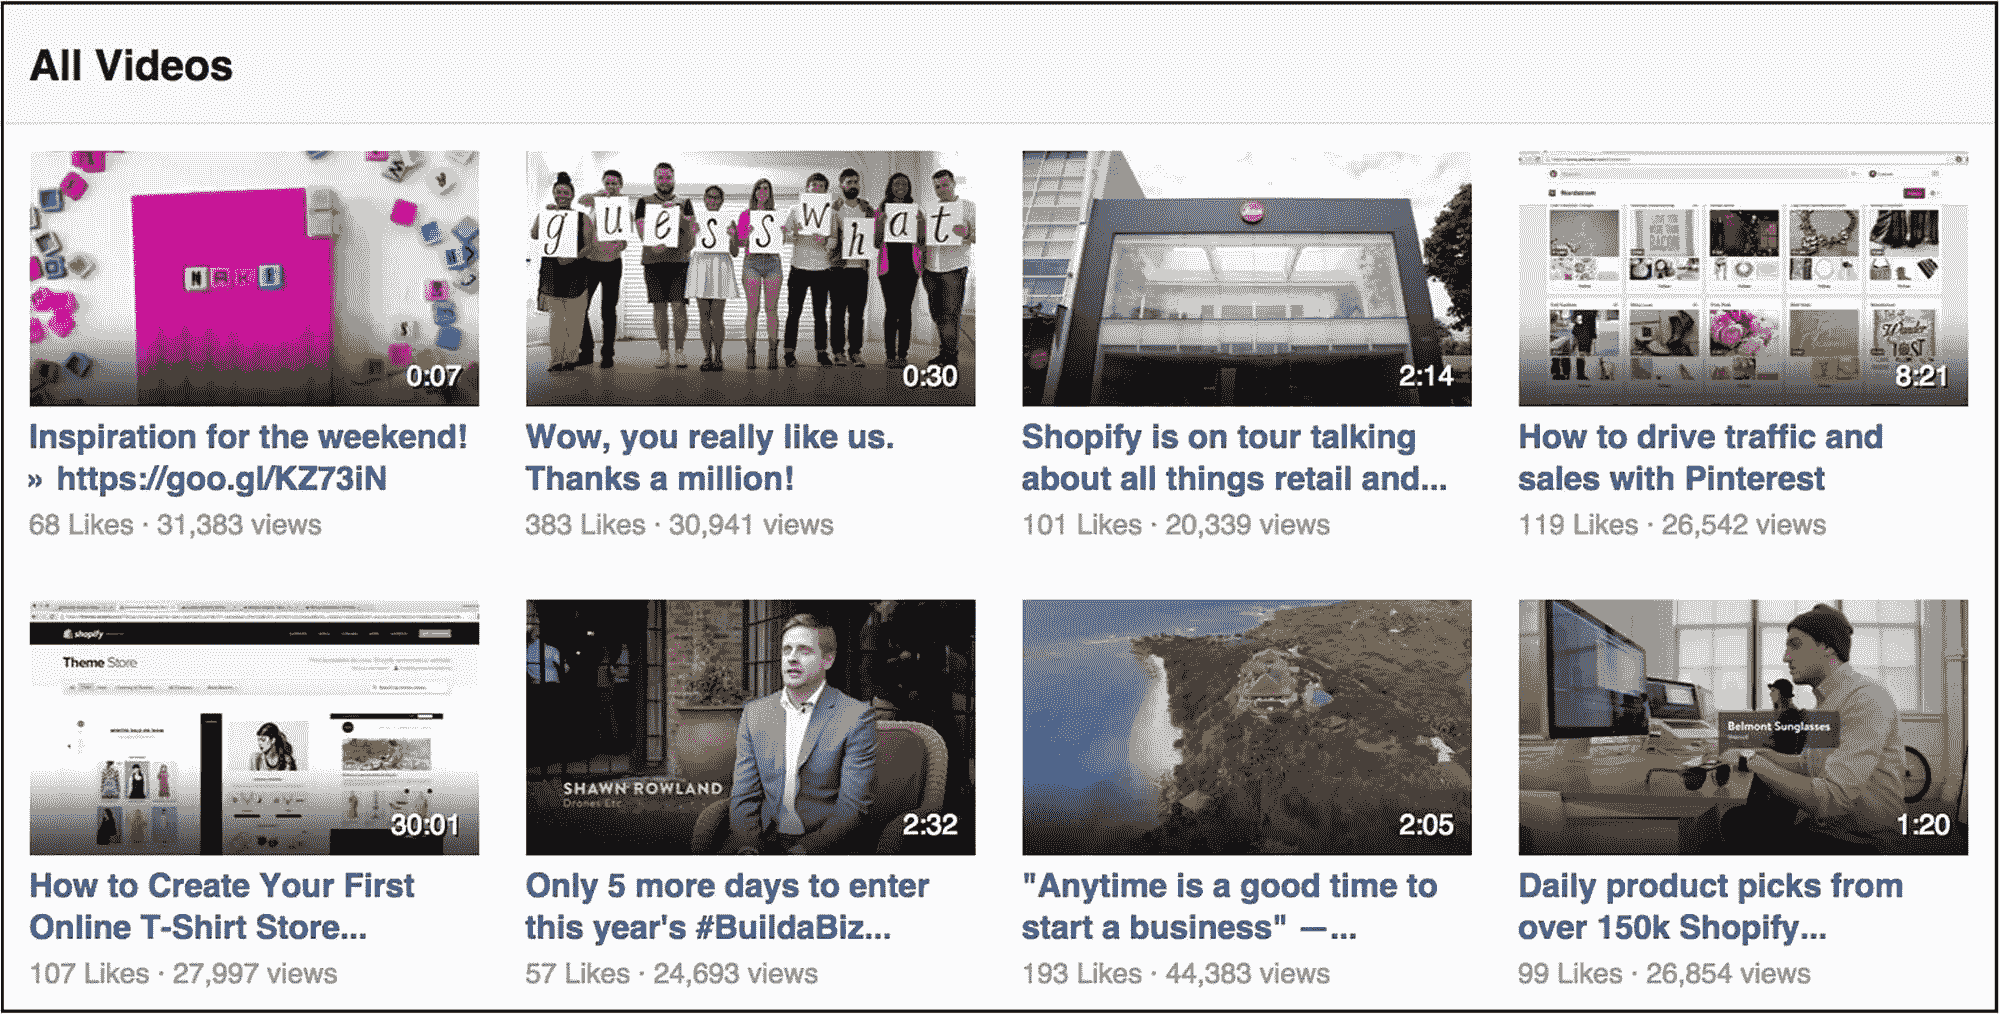 All Videos
0:07
Inspiration for the weekend!
» https://goo.gl/KZ73iN
68 Likes · 31,383 views
guesswhat
0:30
Wow, you really like us.
Thanks a million!
383 Likes · 30,941 views
2:14
Shopify is on tour talking
about all things retail and...
101 Likes · 20,339 views
8:21
How to drive traffic and
sales with Pinterest
119 Likes · 26,542 views
shopify
Theme Store
30:01
How to Create Your First
Online T-Shirt Store...
107 Likes · 27,997 views
SHAWN ROWLAND
Drones Etc
2:32
Only 5 more days to enter
this year's #BuildaBiz...
57 Likes · 24,693 views
2:05
"Anytime is a good time to
start a business" —...
193 Likes · 44,383 views
Belmont Sunglasses
1:20
Daily product picks from
over 150k Shopify...
99 Likes · 26,854 views